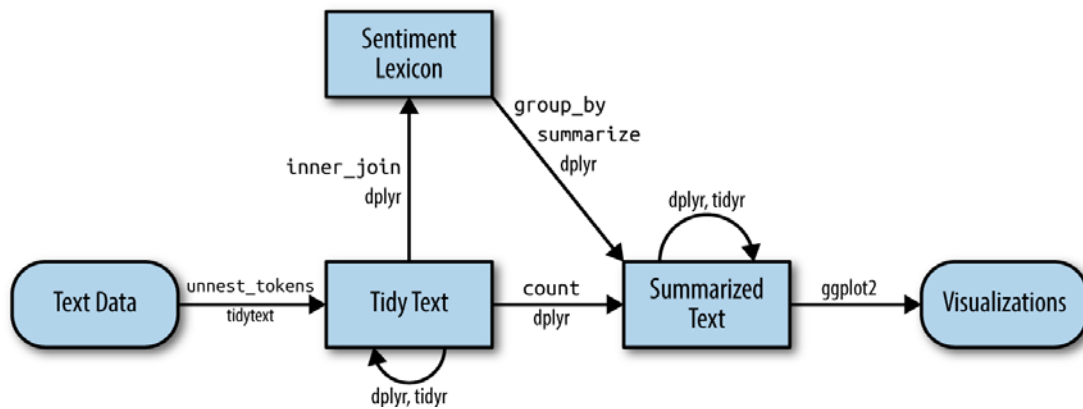 Sentiment
Lexicon
group_by
summarize
dplyr
inner_join
dplyr
dplyr, tidyr
Text Data
unnest_tokens
tidytext
Tidy Text
count
dplyr
Summarized
Text
ggplot2
Visualizations
dplyr, tidyr